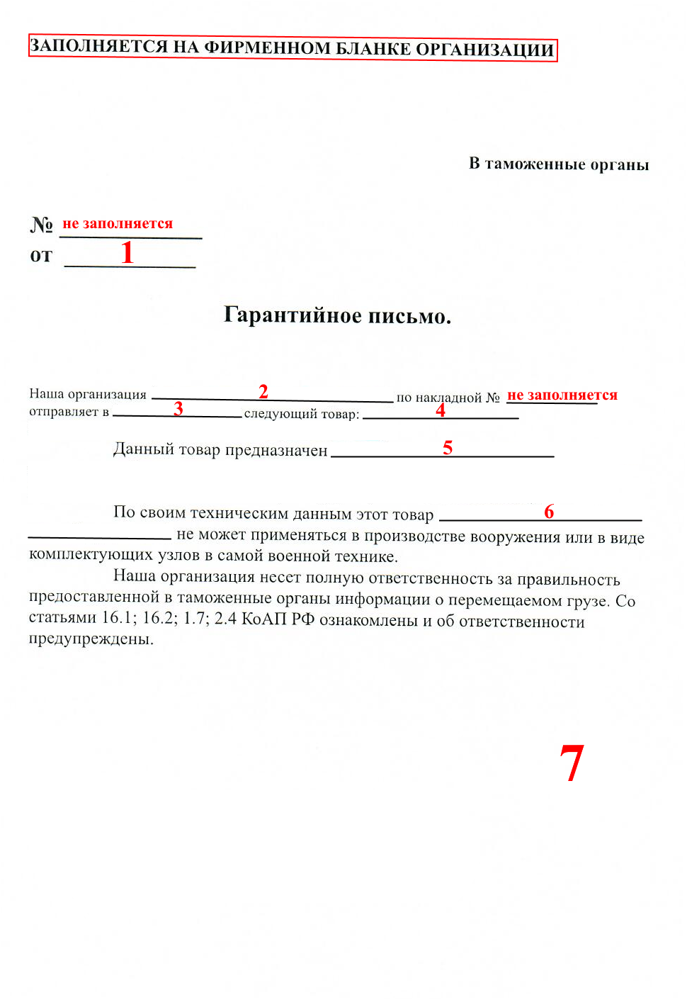 ЗАПОЛНЯЕТСЯ НА ФИРМЕННОМ БЛАНКЕ ОРГАНИЗАЦИИ
В таможенные органы
№ не заполняется
от 1
Гарантийное письмо.
Наша организация 2 по накладной № не заполняется
отправляет в 3 следующий товар: 4
Данный товар предназначен 5
По своим техническим данным этот товар 6
не может применяться в производстве вооружения или в виде
комплектующих узлов в самой военной технике.
Наша организация несет полную ответственность за правильность
предоставленной в таможенные органы информации о перемещаемом грузе. Со
статьями 16.1; 16.2; 1.7; 2.4 КоАП РФ ознакомлены и об ответственности
предупреждены.
7